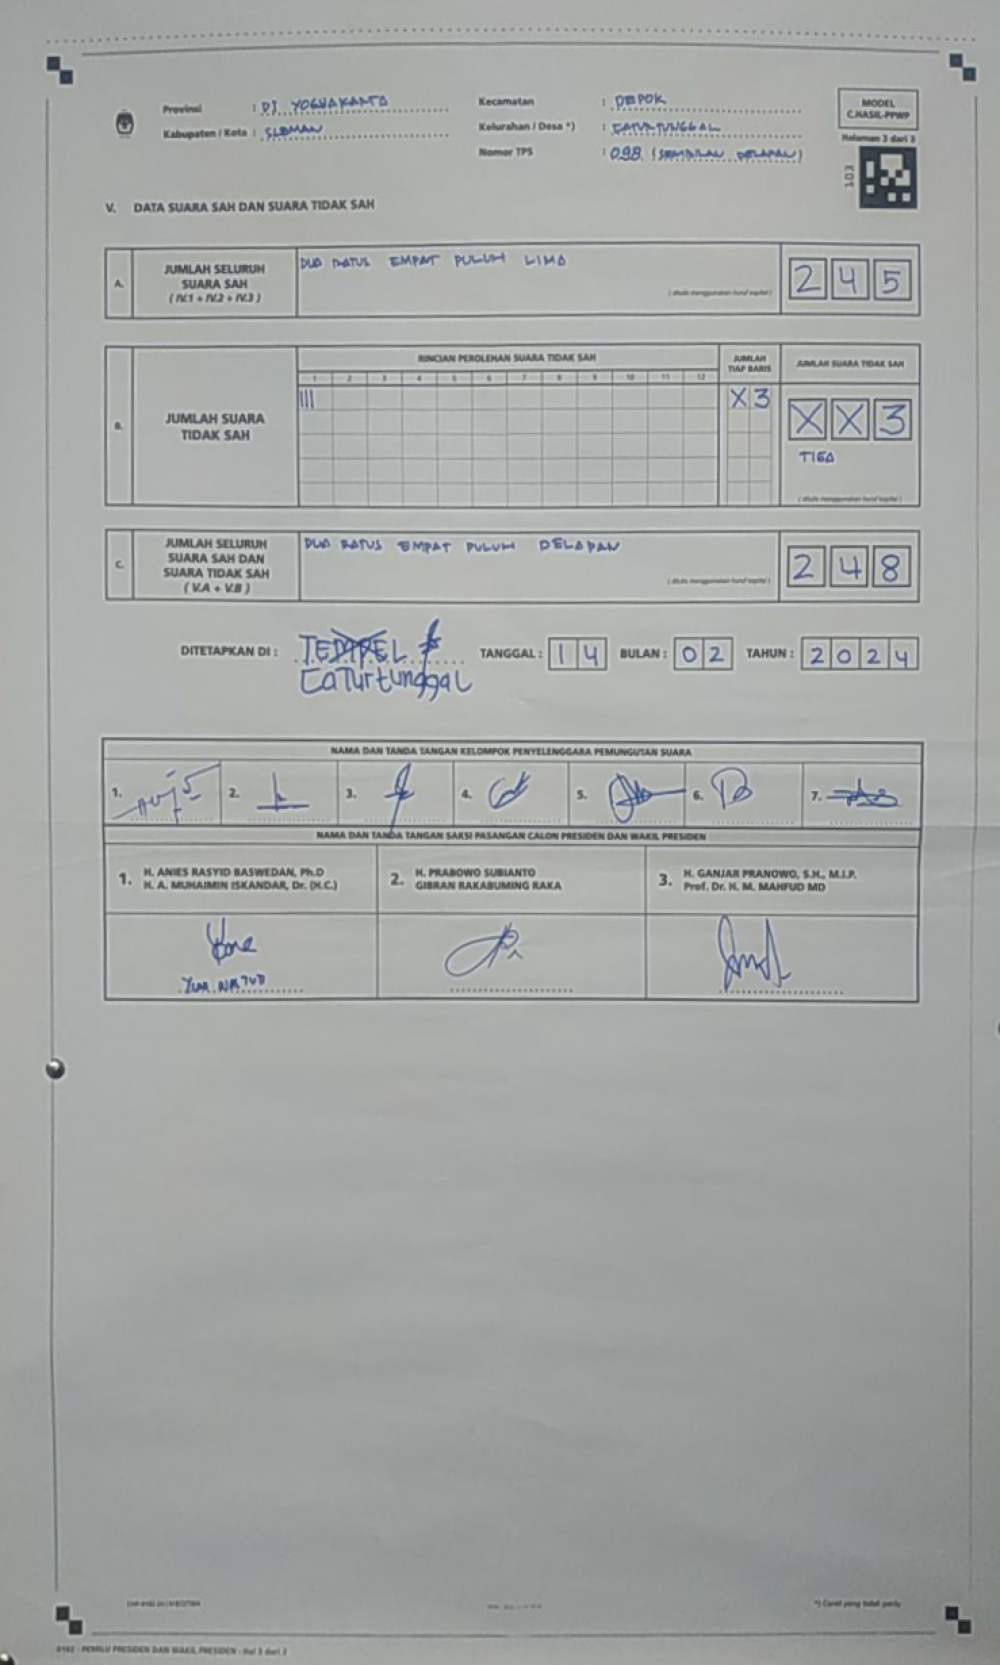 Provinsi : DI. YOGYAKARTA
Kabupaten / Kota : SLEMAN
Kecamatan : DEPOK
Kelurahan / Desa *) : CATURTUNGGAL
Nomor TPS : 098 (SEMBILAN DELAPAN)
MODEL
C.HASIL-PPWP
Halaman 3 dari 3
103
V. DATA SUARA SAH DAN SUARA TIDAK SAH
A. JUMLAH SELURUH
SUARA SAH
( IV.1 + IV.2 + IV.3 )
DUA RATUS EMPAT PULUH LIMA
( ditulis menggunakan huruf kapital )
2 4 5
B. JUMLAH SUARA
TIDAK SAH
RINCIAN PEROLEHAN SUARA TIDAK SAH
1 2 3 4 5 6 7 8 9 10 11 12
III
JUMLAH
TIAP BARIS
X 3
JUMLAH SUARA TIDAK SAH
X X 3
TIGA
( ditulis menggunakan huruf kapital )
C. JUMLAH SELURUH
SUARA SAH DAN
SUARA TIDAK SAH
( V.A + V.B )
DUA RATUS EMPAT PULUH DELAPAN
( ditulis menggunakan huruf kapital )
2 4 8
DITETAPKAN DI : TEMPEL
Caturtunggal
TANGGAL : 1 4 BULAN : 0 2 TAHUN : 2 0 2 4
NAMA DAN TANDA TANGAN KELOMPOK PENYELENGGARA PEMUNGUTAN SUARA
1. 2. 3. 4. 5. 6. 7.
NAMA DAN TANDA TANGAN SAKSI PASANGAN CALON PRESIDEN DAN WAKIL PRESIDEN
1. H. ANIES RASYID BASWEDAN, Ph.D
H. A. MUHAIMIN ISKANDAR, Dr. (H.C.)
2. H. PRABOWO SUBIANTO
GIBRAN RAKABUMING RAKA
3. H. GANJAR PRANOWO, S.H., M.I.P.
Prof. Dr. H. M. MAHFUD MD
*) Coret yang tidak perlu
0162 - PEMILU PRESIDEN DAN WAKIL PRESIDEN - Hal 3 dari 3